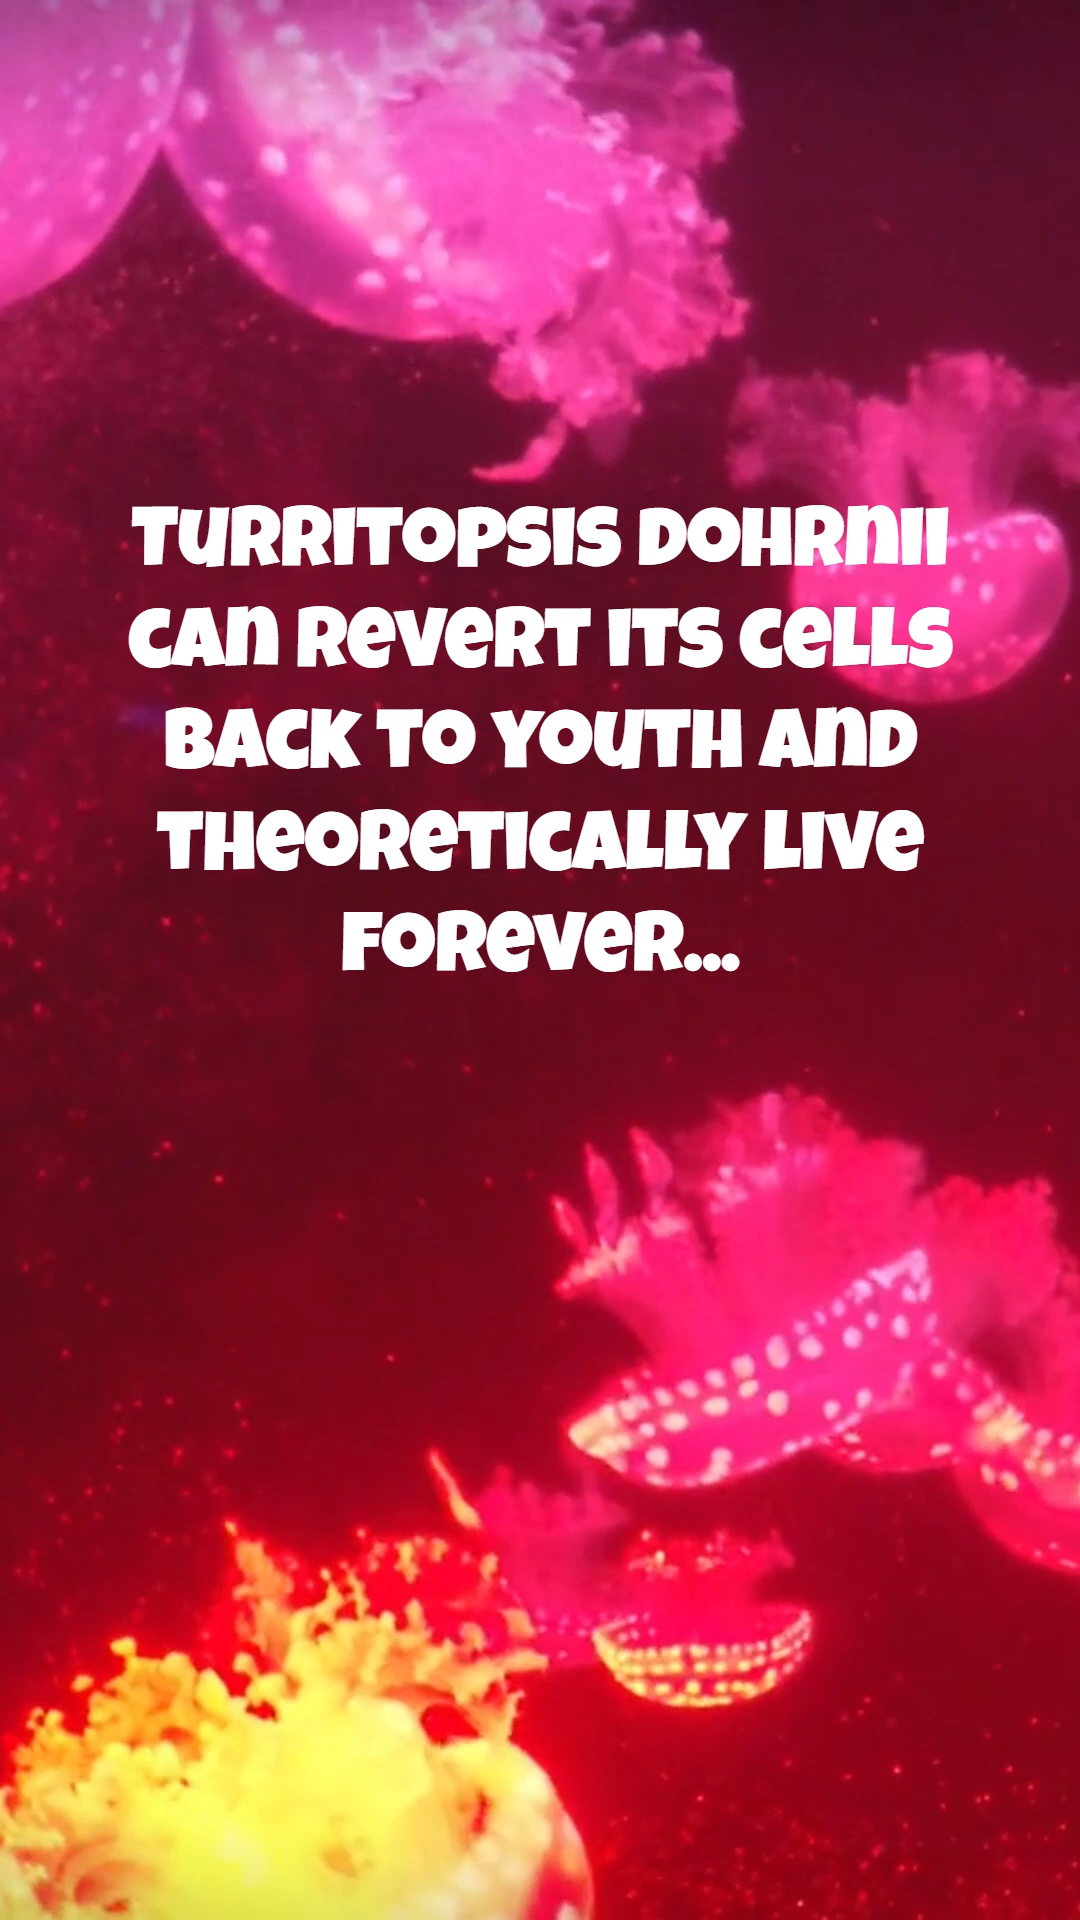 Turritopsis dohrnii
can revert its cells
back to youth and
theoretically live
forever...